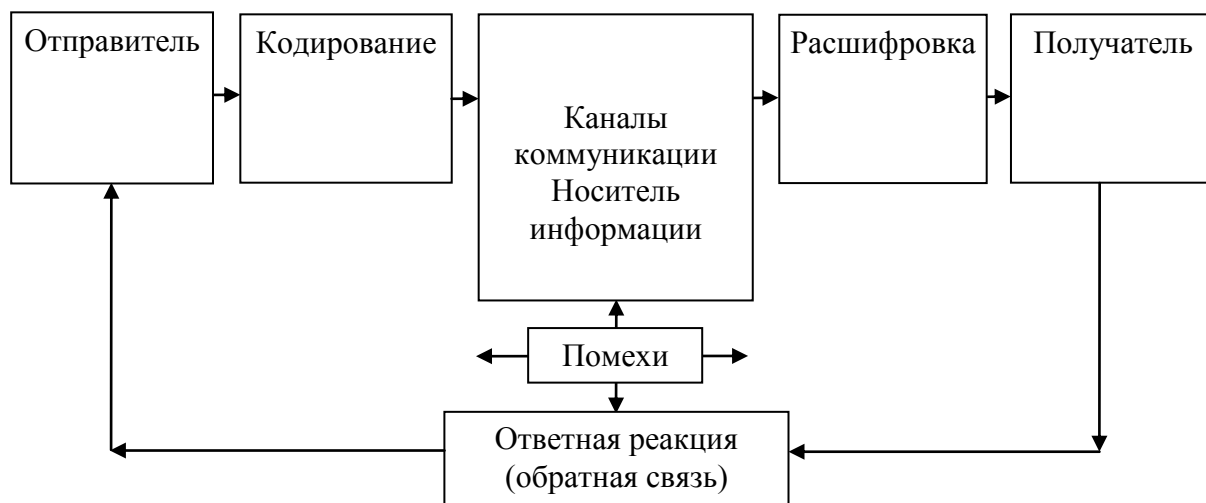 Отправитель
Кодирование
Каналы
коммуникации
Носитель
информации
Расшифровка
Получатель
Помехи
Ответная реакция
(обратная связь)